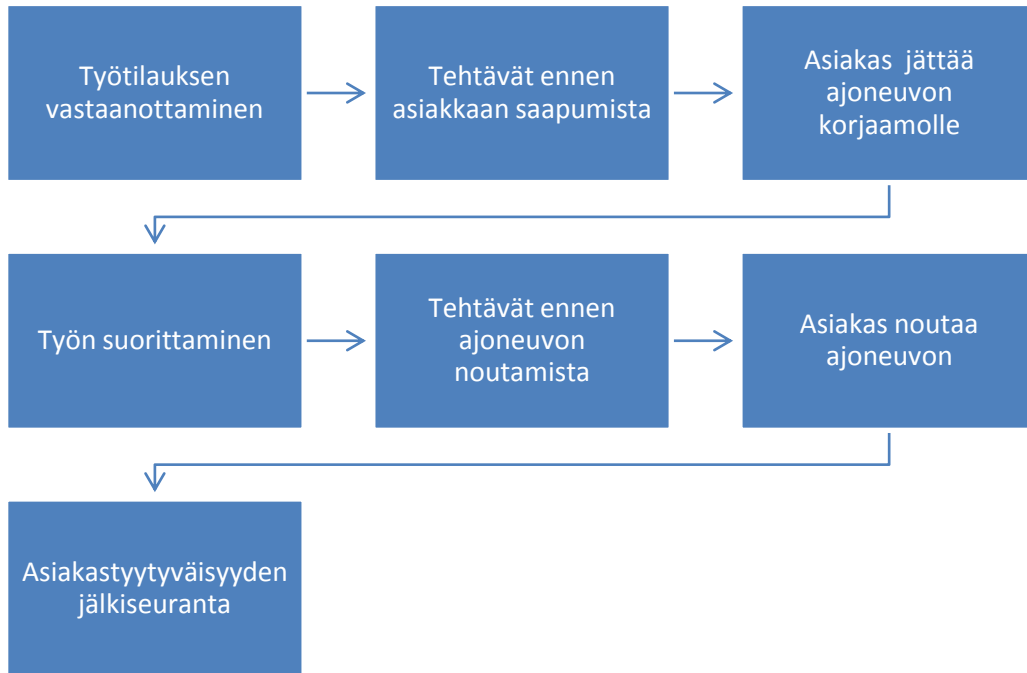 Työtilauksen
vastaanottaminen
Tehtävät ennen
asiakkaan saapumista
Asiakas jättää
ajoneuvon
korjaamolle
Työn suorittaminen
Tehtävät ennen
ajoneuvon
noutamista
Asiakas noutaa
ajoneuvon
Asiakastyytyväisyyden
jälkiseuranta